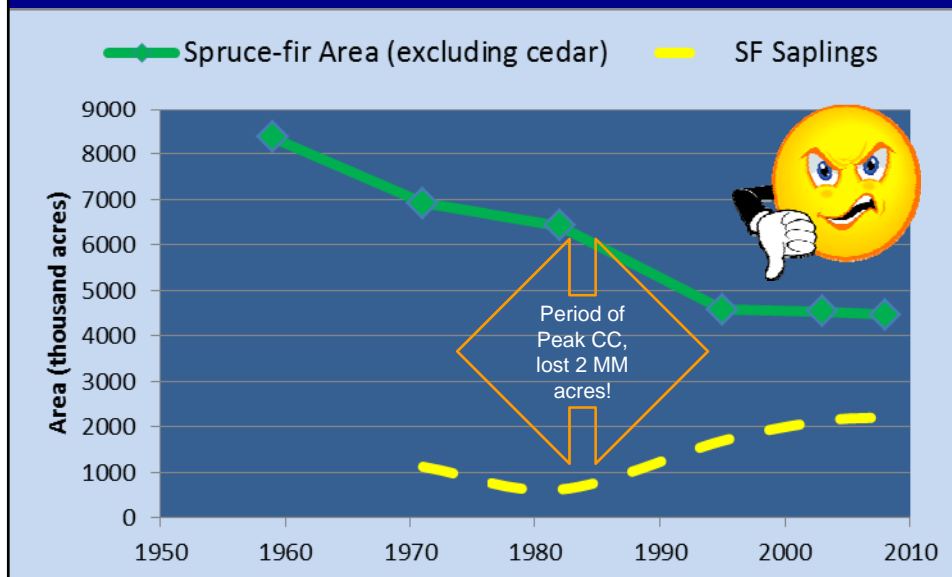 Spruce-fir Area (excluding cedar) SF Saplings
9000
8000
7000
6000
5000
4000
3000
2000
1000
0
Area (thousand acres)
Period of
Peak CC,
lost 2 MM
acres!
1950 1960 1970 1980 1990 2000 2010